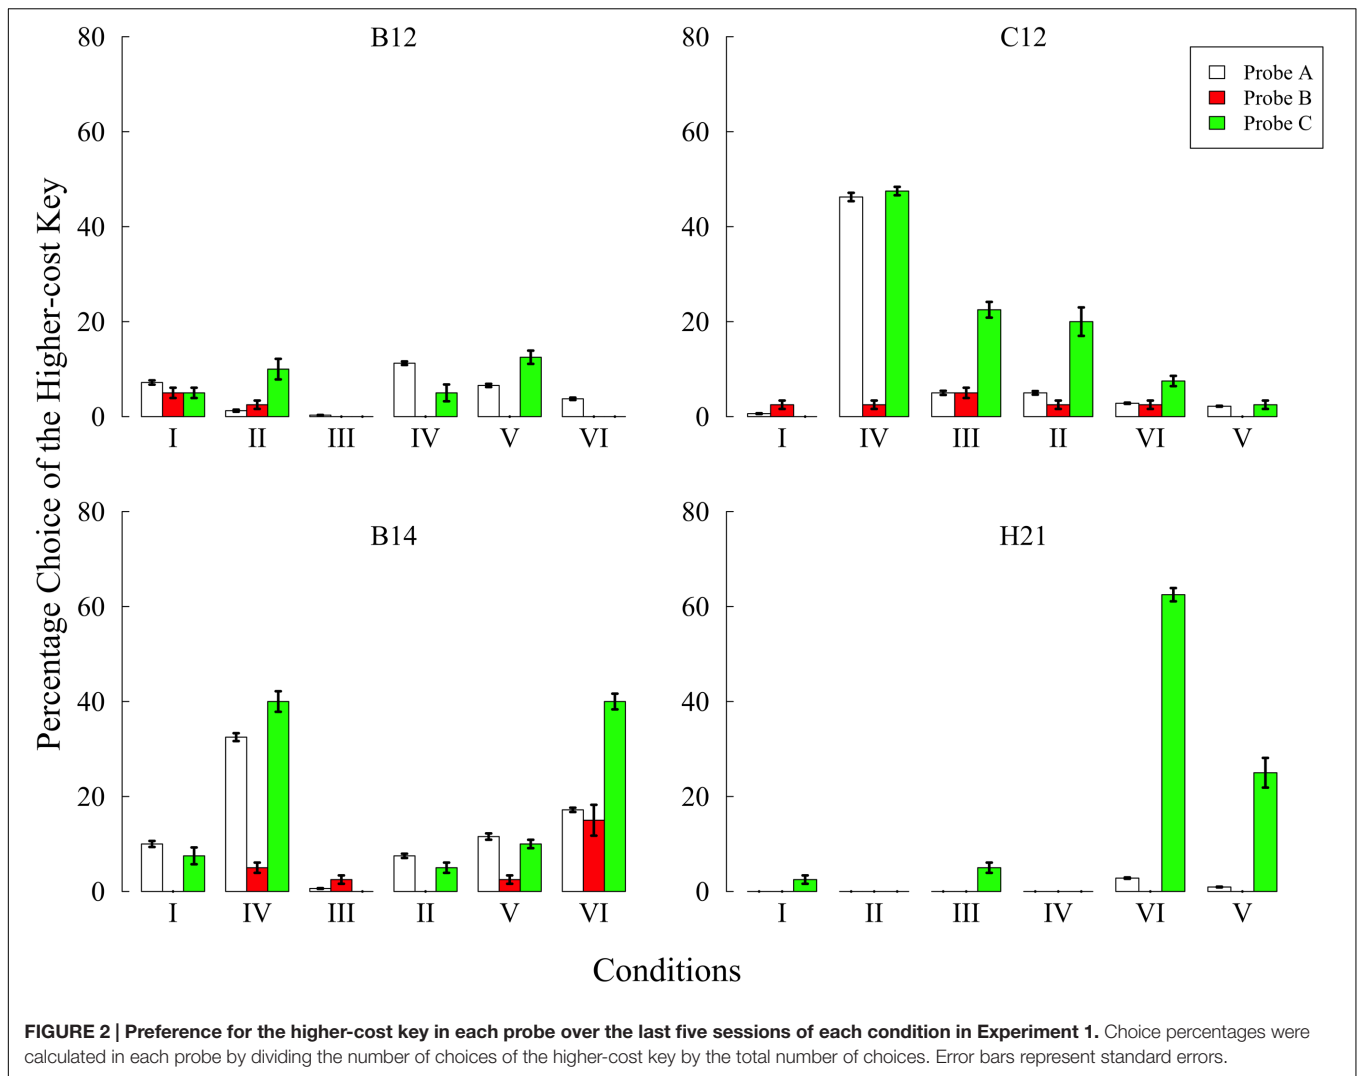 B12
80
60
40
20
0
I II III IV V VI
C12
80
60
40
20
0
I IV III II VI V
Probe A
Probe B
Probe C
Percentage Choice of the Higher-cost Key
B14
80
60
40
20
0
I IV III II V VI
H21
80
60
40
20
0
I II III IV VI V
Conditions
FIGURE 2 | Preference for the higher-cost key in each probe over the last five sessions of each condition in Experiment 1. Choice percentages were
calculated in each probe by dividing the number of choices of the higher-cost key by the total number of choices. Error bars represent standard errors.